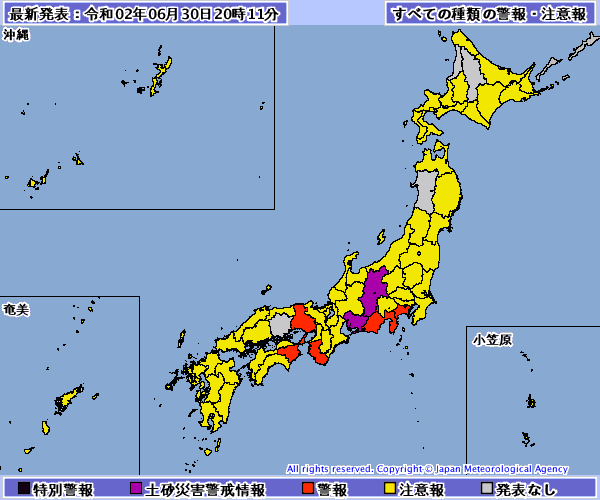 最新発表：令和02年06月30日20時11分
すべての種類の警報・注意報
沖縄
奄美
小笠原
All rights reserved. Copyright © Japan Meteorological Agency
特別警報 土砂災害警戒情報 警報 注意報 発表なし